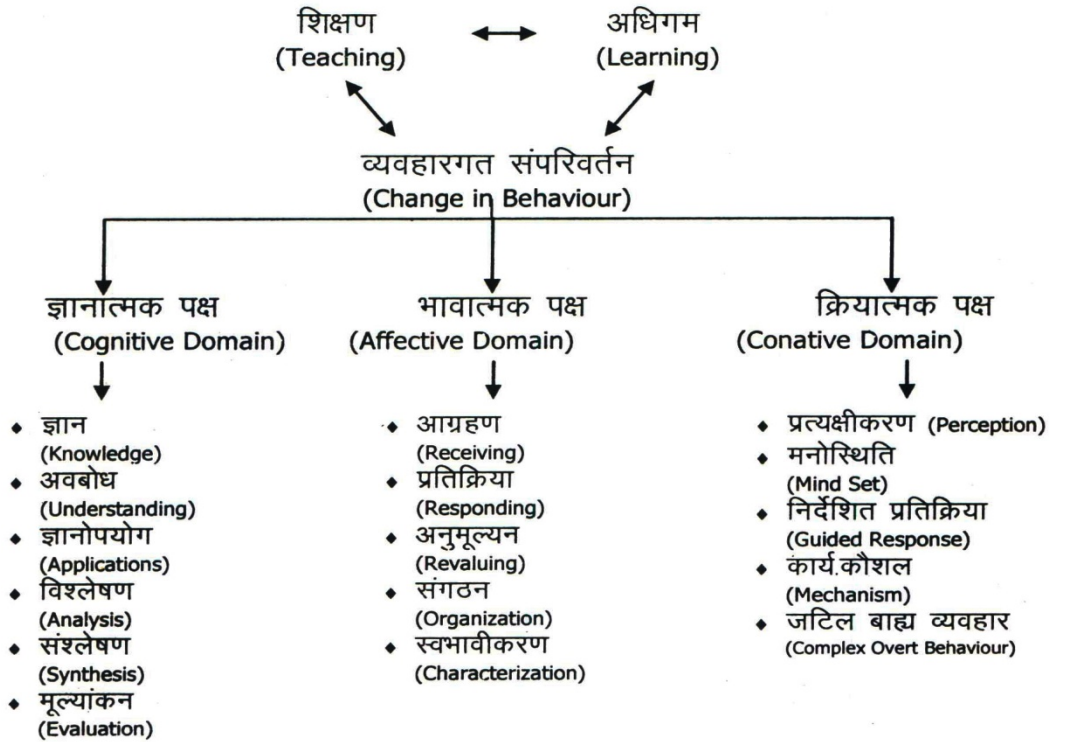 शिक्षण
(Teaching)
अधिगम
(Learning)
व्यवहारगत संपरिवर्तन
(Change in Behaviour)
ज्ञानात्मक पक्ष
(Cognitive Domain)
◆ ज्ञान
(Knowledge)
◆ अवबोध
(Understanding)
◆ ज्ञानोपयोग
(Applications)
◆ विश्लेषण
(Analysis)
◆ संश्लेषण
(Synthesis)
◆ मूल्यांकन
(Evaluation)
भावात्मक पक्ष
(Affective Domain)
◆ आग्रहण
(Receiving)
◆ प्रतिक्रिया
(Responding)
◆ अनुमूल्यन
(Revaluing)
◆ संगठन
(Organization)
◆ स्वभावीकरण
(Characterization)
क्रियात्मक पक्ष
(Conative Domain)
◆ प्रत्यक्षीकरण (Perception)
◆ मनोस्थिति
(Mind Set)
◆ निर्देशित प्रतिक्रिया
(Guided Response)
◆ कार्य.कौशल
(Mechanism)
◆ जटिल बाह्य व्यवहार
(Complex Overt Behaviour)